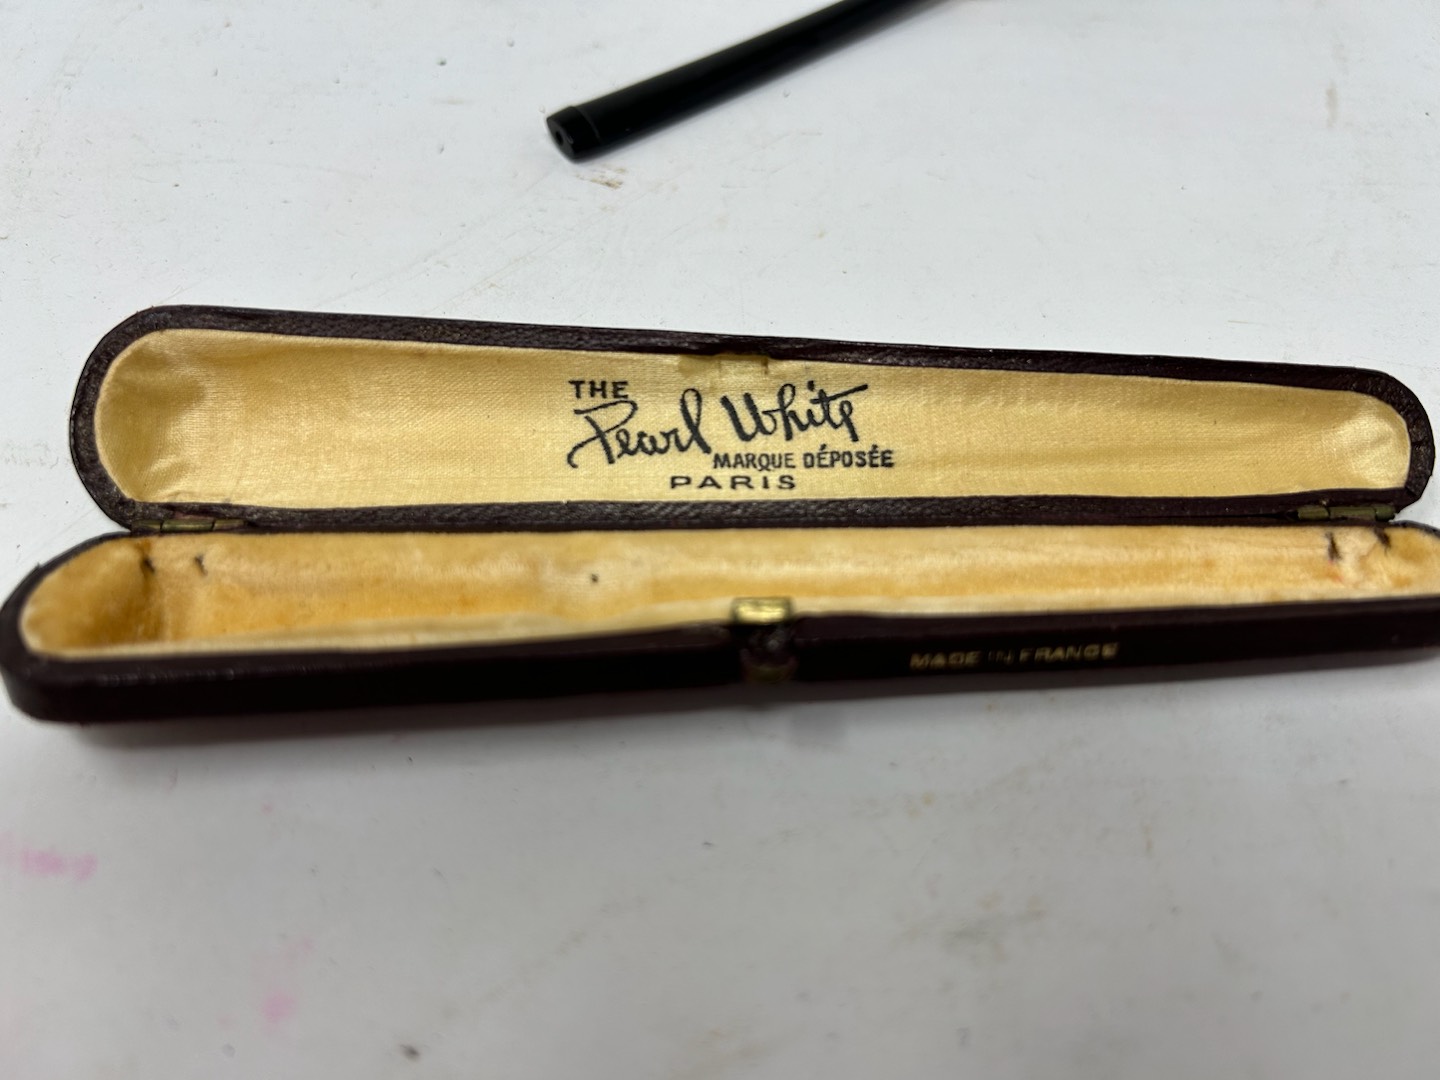 THE
Pearl White
MARQUE DÉPOSÉE
PARIS
MADE IN FRANCE